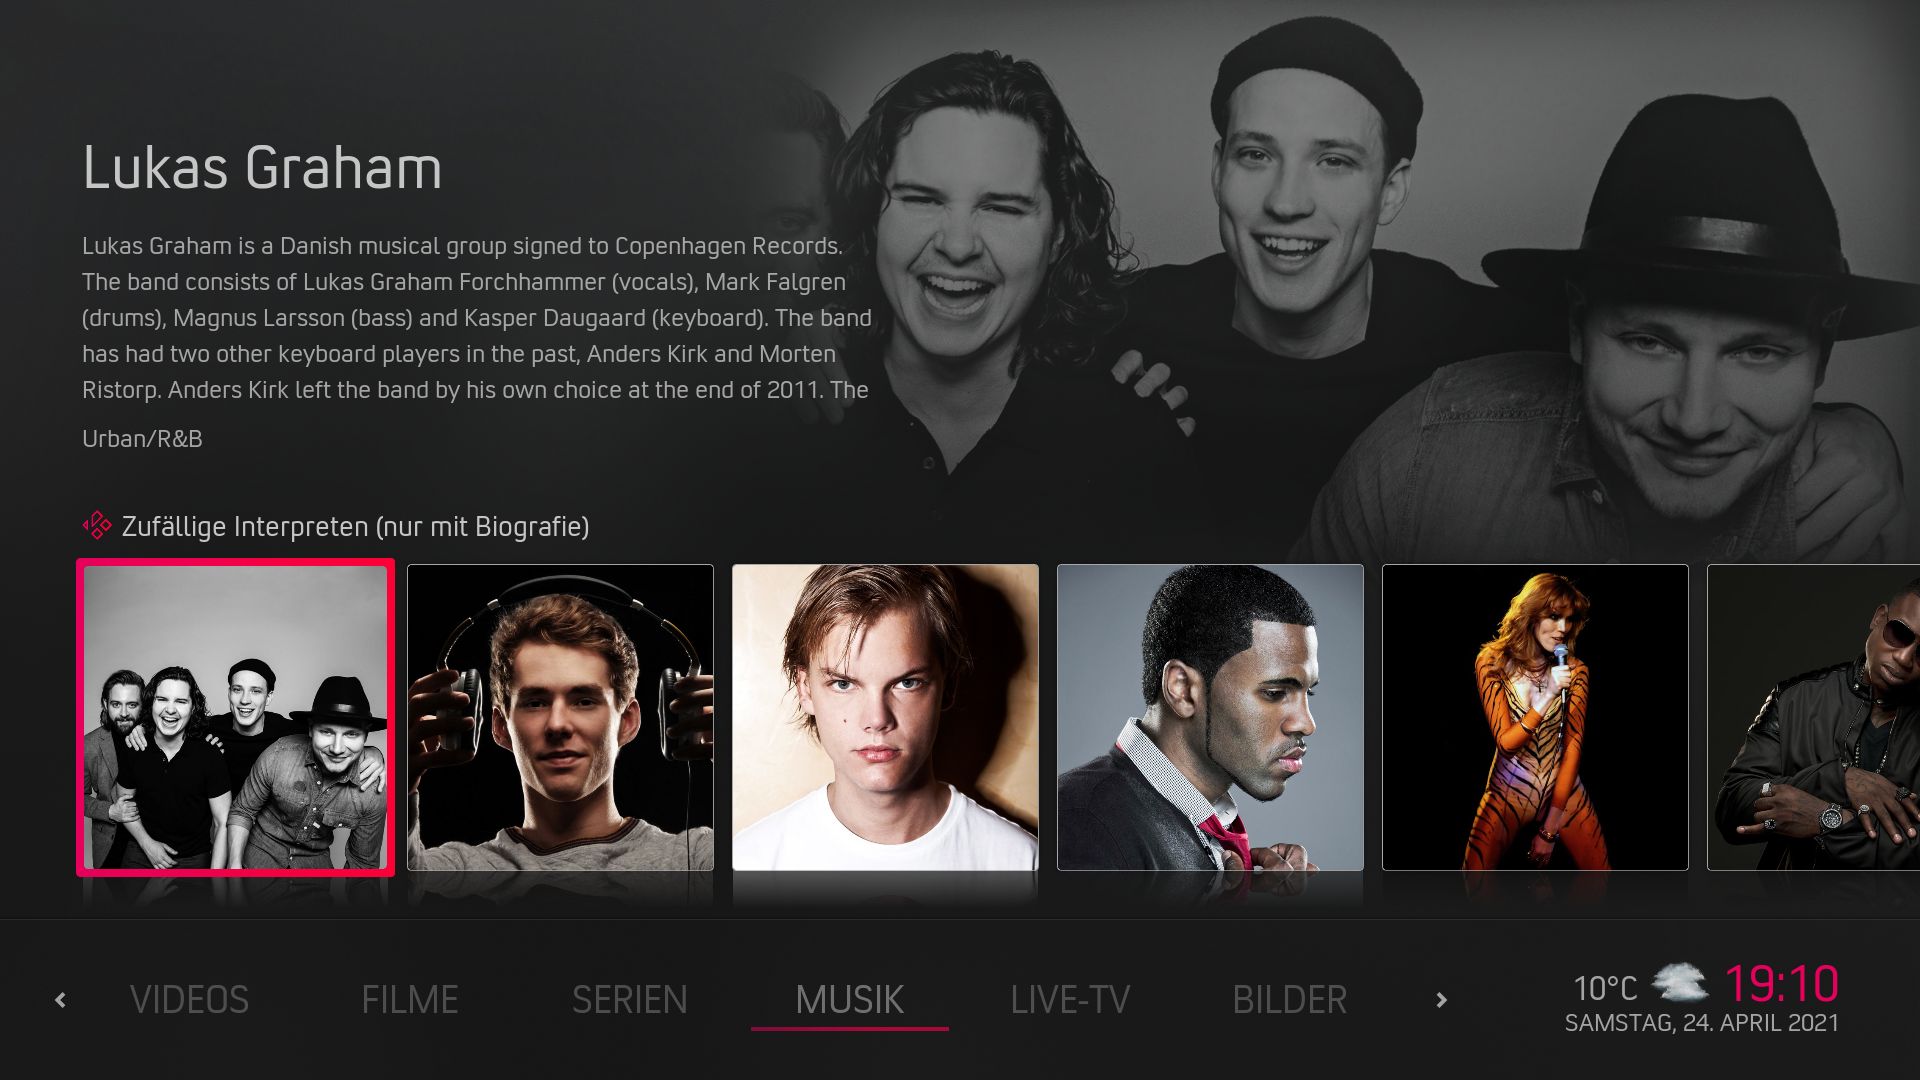 Lukas Graham
Lukas Graham is a Danish musical group signed to Copenhagen Records.
The band consists of Lukas Graham Forchhammer (vocals), Mark Falgren
(drums), Magnus Larsson (bass) and Kasper Daugaard (keyboard). The band
has had two other keyboard players in the past, Anders Kirk and Morten
Ristorp. Anders Kirk left the band by his own choice at the end of 2011. The
Urban/R&B
Zufällige Interpreten (nur mit Biografie)
VIDEOS FILME SERIEN MUSIK LIVE-TV BILDER
10°C 19:10
SAMSTAG, 24. APRIL 2021